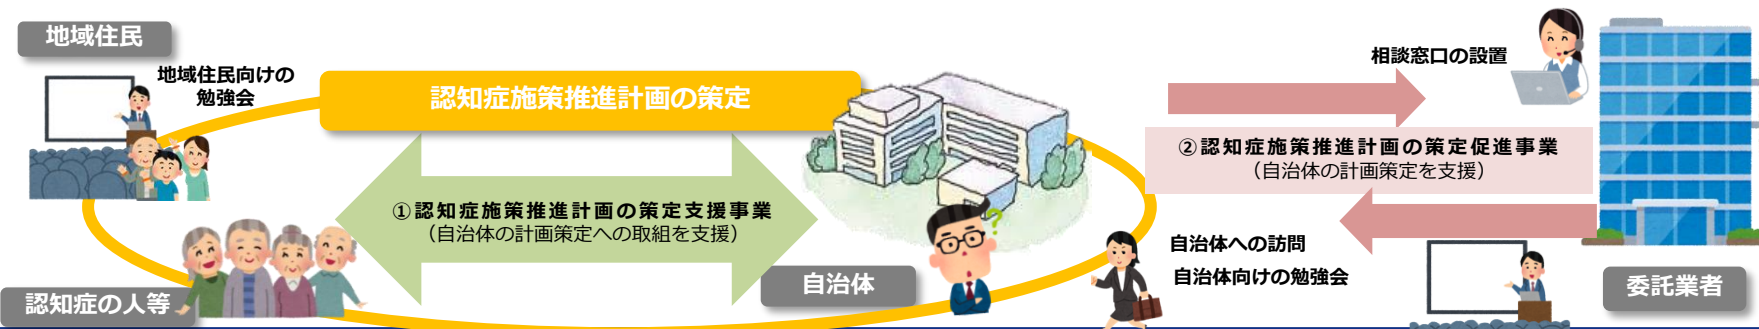 地域住民
地域住民向けの
勉強会
認知症施策推進計画の策定
①認知症施策推進計画の策定支援事業
（自治体の計画策定への取組を支援）
認知症の人等
自治体
?
相談窓口の設置
②認知症施策推進計画の策定促進事業
（自治体の計画策定を支援）
自治体への訪問
自治体向けの勉強会
委託業者